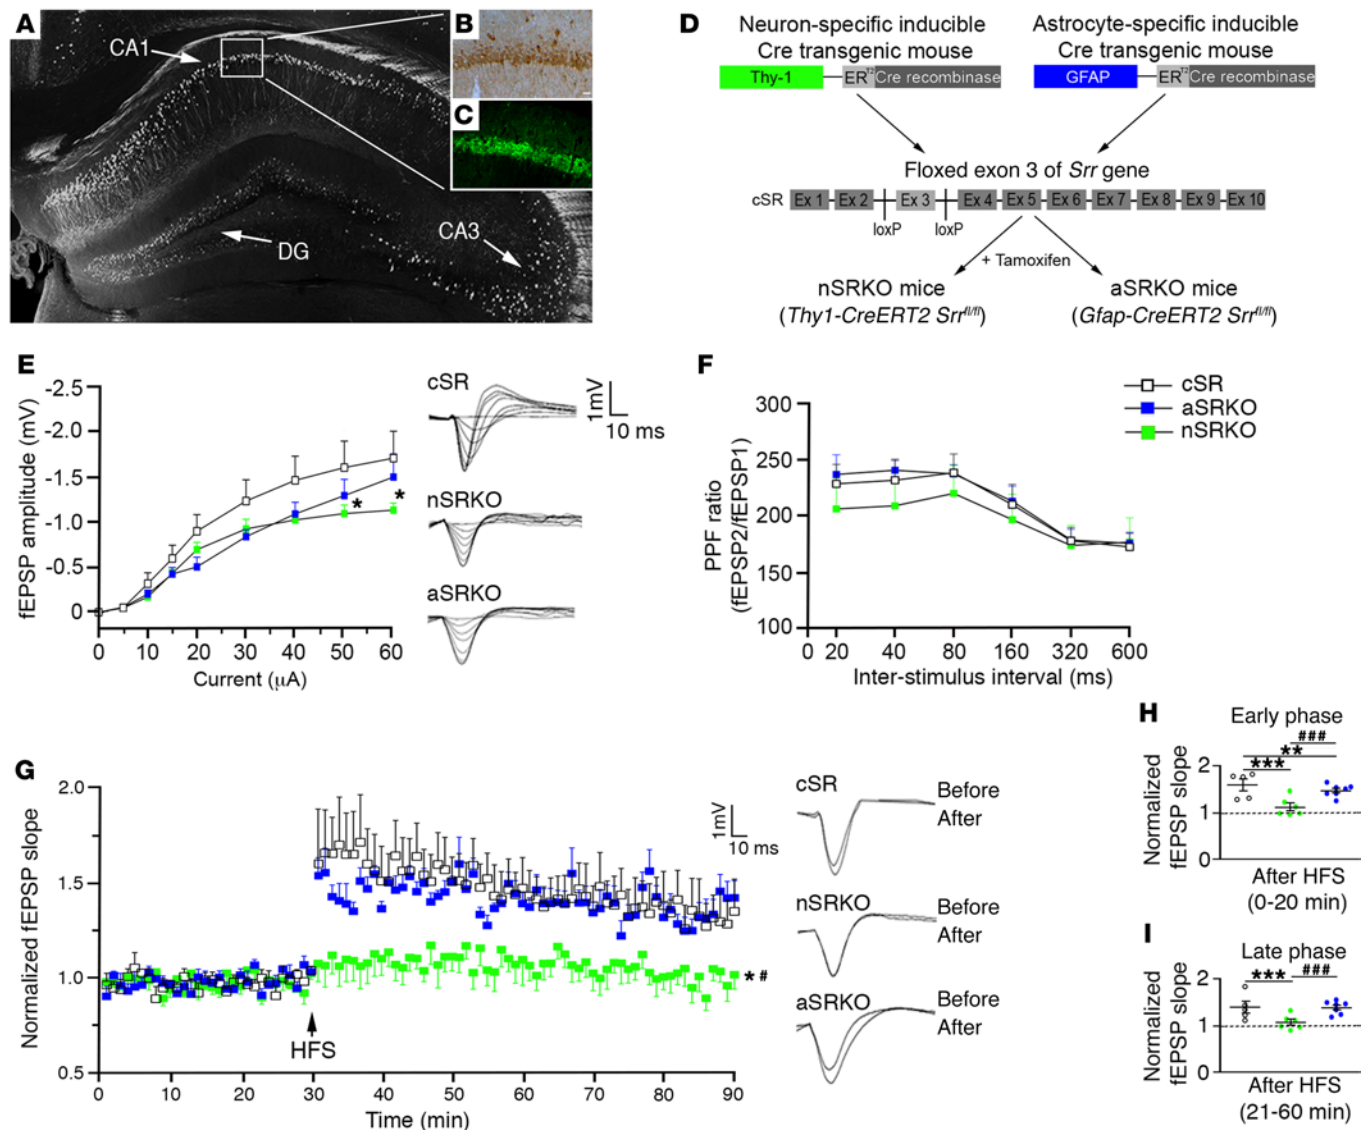 A
CA1
DG
CA3
B
C
D
Neuron-specific inducible
Cre transgenic mouse
Astrocyte-specific inducible
Cre transgenic mouse
Thy-1
ERT2
Cre recombinase
GFAP
ERT2
Cre recombinase
Floxed exon 3 of Srr gene
cSR
Ex 1
Ex 2
Ex 3
Ex 4
Ex 5
Ex 6
Ex 7
Ex 8
Ex 9
Ex 10
loxP
loxP
+ Tamoxifen
nSRKO mice
(Thy1-CreERT2 Srrfl/fl)
aSRKO mice
(Gfap-CreERT2 Srrfl/fl)
E
fEPSP amplitude (mV)
-2.5
-2.0
-1.5
-1.0
-0.5
0
0 10 20 30 40 50 60
Current (μA)
*
*
cSR
1mV
10 ms
nSRKO
aSRKO
F
cSR
aSRKO
nSRKO
PPF ratio
(fEPSP2/fEPSP1)
300
250
200
150
100
0 20 40 80 160 320 600
Inter-stimulus interval (ms)
G
Normalized fEPSP slope
2.0
1.5
1.0
0.5
HFS
* #
0 10 20 30 40 50 60 70 80 90
Time (min)
cSR
1mV
10 ms
Before
After
nSRKO
Before
After
aSRKO
Before
After
H
Early phase
###
**
***
Normalized
fEPSP slope
2
1
0
After HFS
(0-20 min)
I
Late phase
*** ###
Normalized
fEPSP slope
2
1
0
After HFS
(21-60 min)